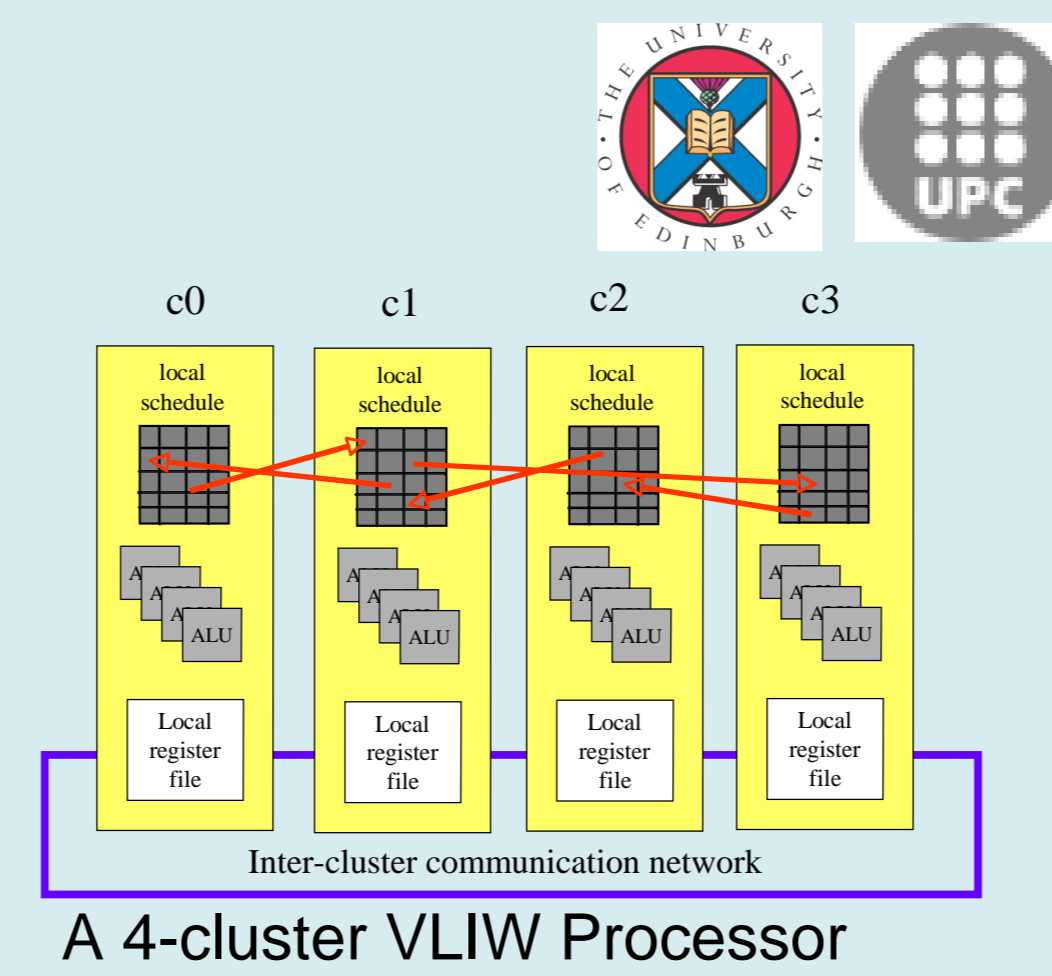 THE UNIVERSITY
OF EDINBURGH
UPC
c0
c1
c2
c3
local
schedule
local
schedule
local
schedule
local
schedule
A
A
A
ALU
A
A
A
ALU
A
A
A
ALU
A
A
A
ALU
Local
register
file
Local
register
file
Local
register
file
Local
register
file
Inter-cluster communication network
A 4-cluster VLIW Processor